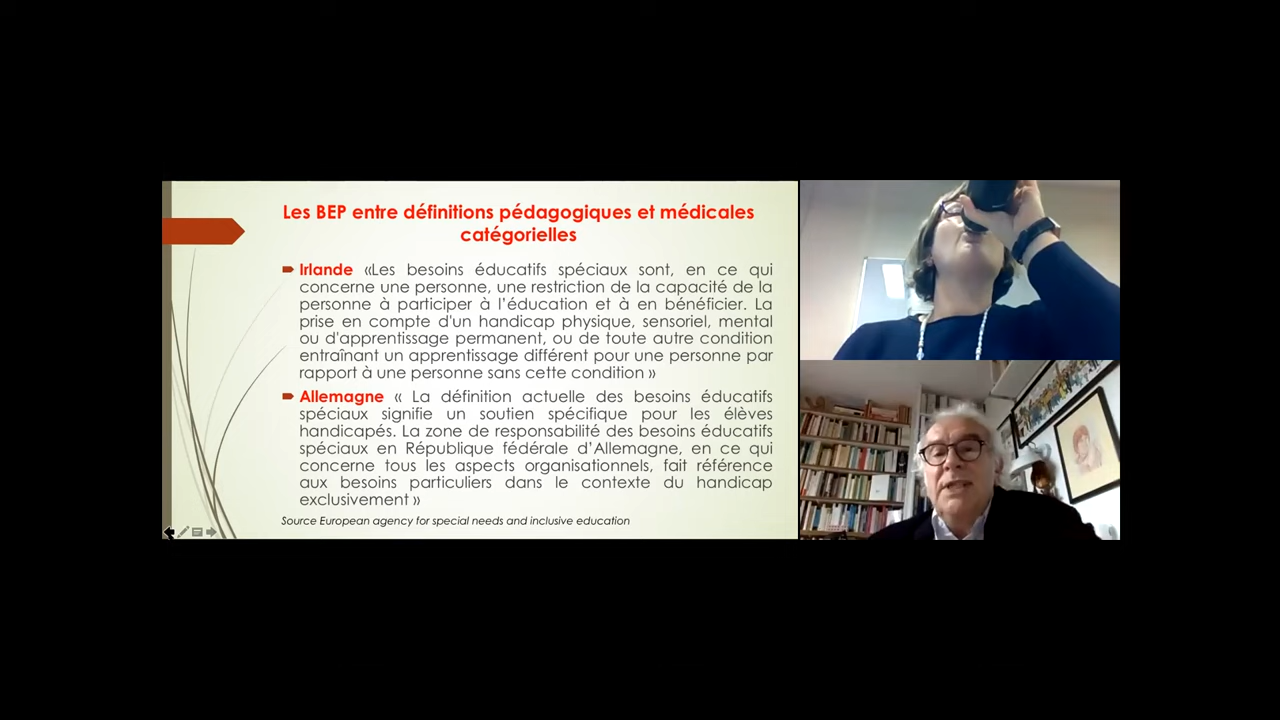 Les BEP entre définitions pédagogiques et médicales
catégorielles
Irlande «Les besoins éducatifs spéciaux sont, en ce qui
concerne une personne, une restriction de la capacité de la
personne à participer à l'éducation et à en bénéficier. La
prise en compte d'un handicap physique, sensoriel, mental
ou d'apprentissage permanent, ou de toute autre condition
entraînant un apprentissage différent pour une personne par
rapport à une personne sans cette condition »
Allemagne « La définition actuelle des besoins éducatifs
spéciaux signifie un soutien spécifique pour les élèves
handicapés. La zone de responsabilité des besoins éducatifs
spéciaux en République fédérale d'Allemagne, en ce qui
concerne tous les aspects organisationnels, fait référence
aux besoins particuliers dans le contexte du handicap
exclusivement »
Source European agency for special needs and inclusive education